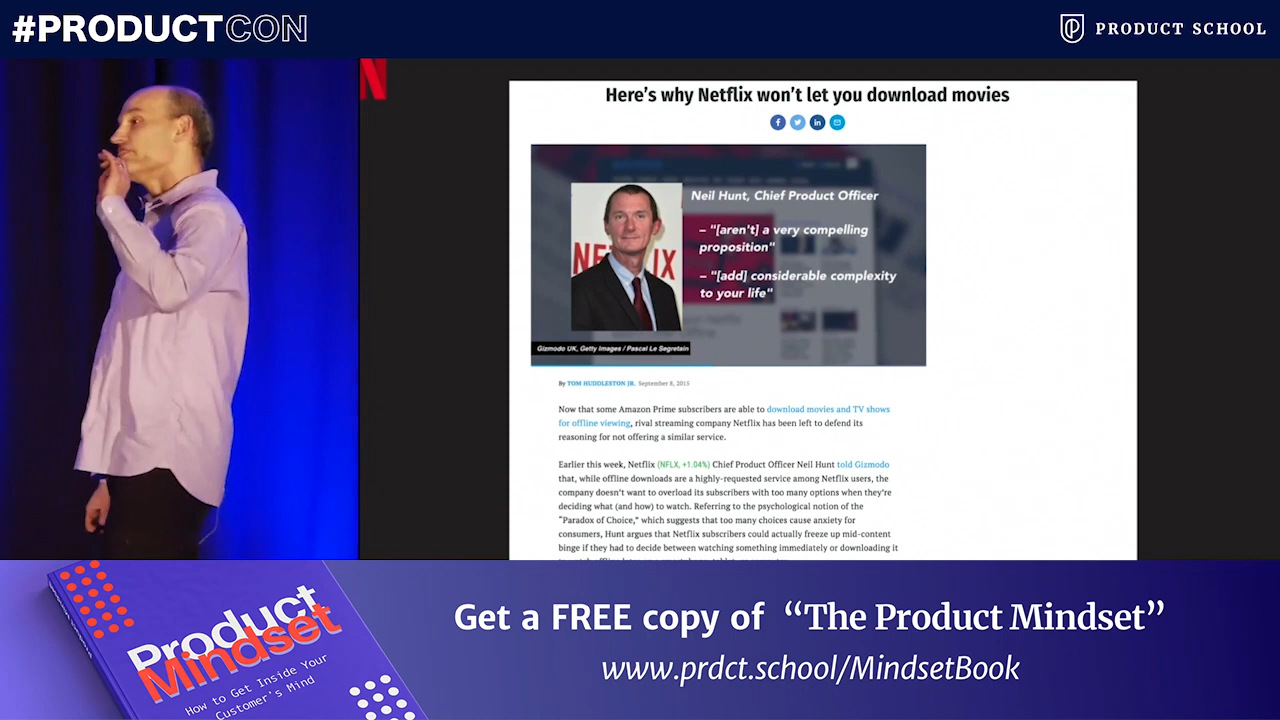 #PRODUCTCON
PRODUCT SCHOOL
N
Here's why Netflix won't let you download movies
Neil Hunt, Chief Product Officer
– "[aren't] a very compelling
proposition"
– "[add] considerable complexity
to your life"
Gizmodo UK, Getty Images / Pascal Le Segretain
By TOM HUDDLESTON JR. September 8, 2015
Now that some Amazon Prime subscribers are able to download movies and TV shows
for offline viewing, rival streaming company Netflix has been left to defend its
reasoning for not offering a similar service.
Earlier this week, Netflix (NFLX, +1.04%) Chief Product Officer Neil Hunt told Gizmodo
that, while offline downloads are a highly-requested service among Netflix users, the
company doesn't want to overload its subscribers with too many options when they're
deciding what (and how) to watch. Referring to the psychological notion of the
"Paradox of Choice," which suggests that too many choices cause anxiety for
consumers, Hunt argues that Netflix subscribers could actually freeze up mid-content
binge if they had to decide between watching something immediately or downloading it
Product
Mindset
How to Get Inside Your
Customer's Mind
Get a FREE copy of “The Product Mindset”
www.prdct.school/MindsetBook